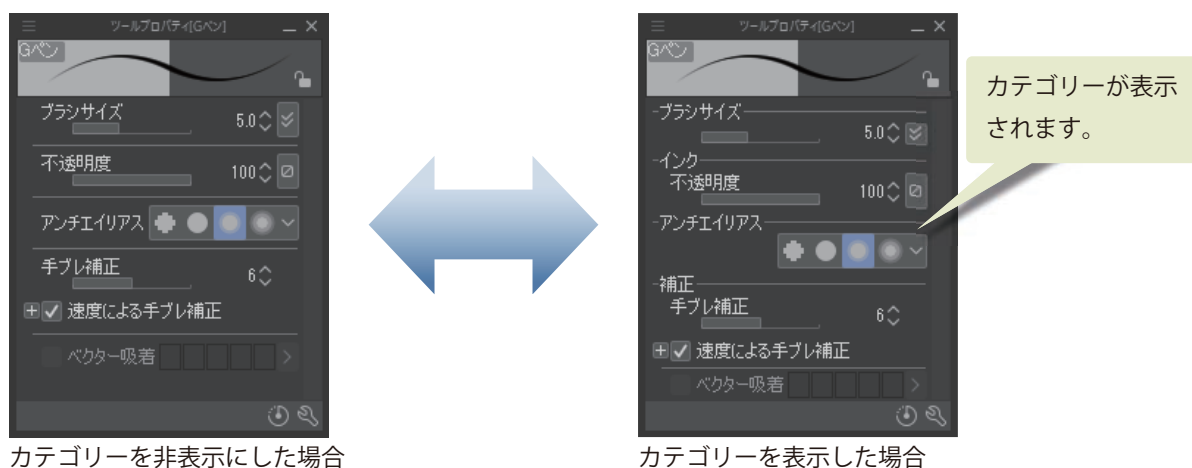 ツールプロパティ[Gペン]
Gペン
ブラシサイズ
5.0
不透明度
100
アンチエイリアス
手ブレ補正
6
速度による手ブレ補正
ベクター吸着
カテゴリーを非表示にした場合
ツールプロパティ[Gペン]
Gペン
ブラシサイズ
5.0
インク
不透明度
100
アンチエイリアス
補正
手ブレ補正
6
速度による手ブレ補正
ベクター吸着
カテゴリーを表示した場合
カテゴリーが表示
されます。